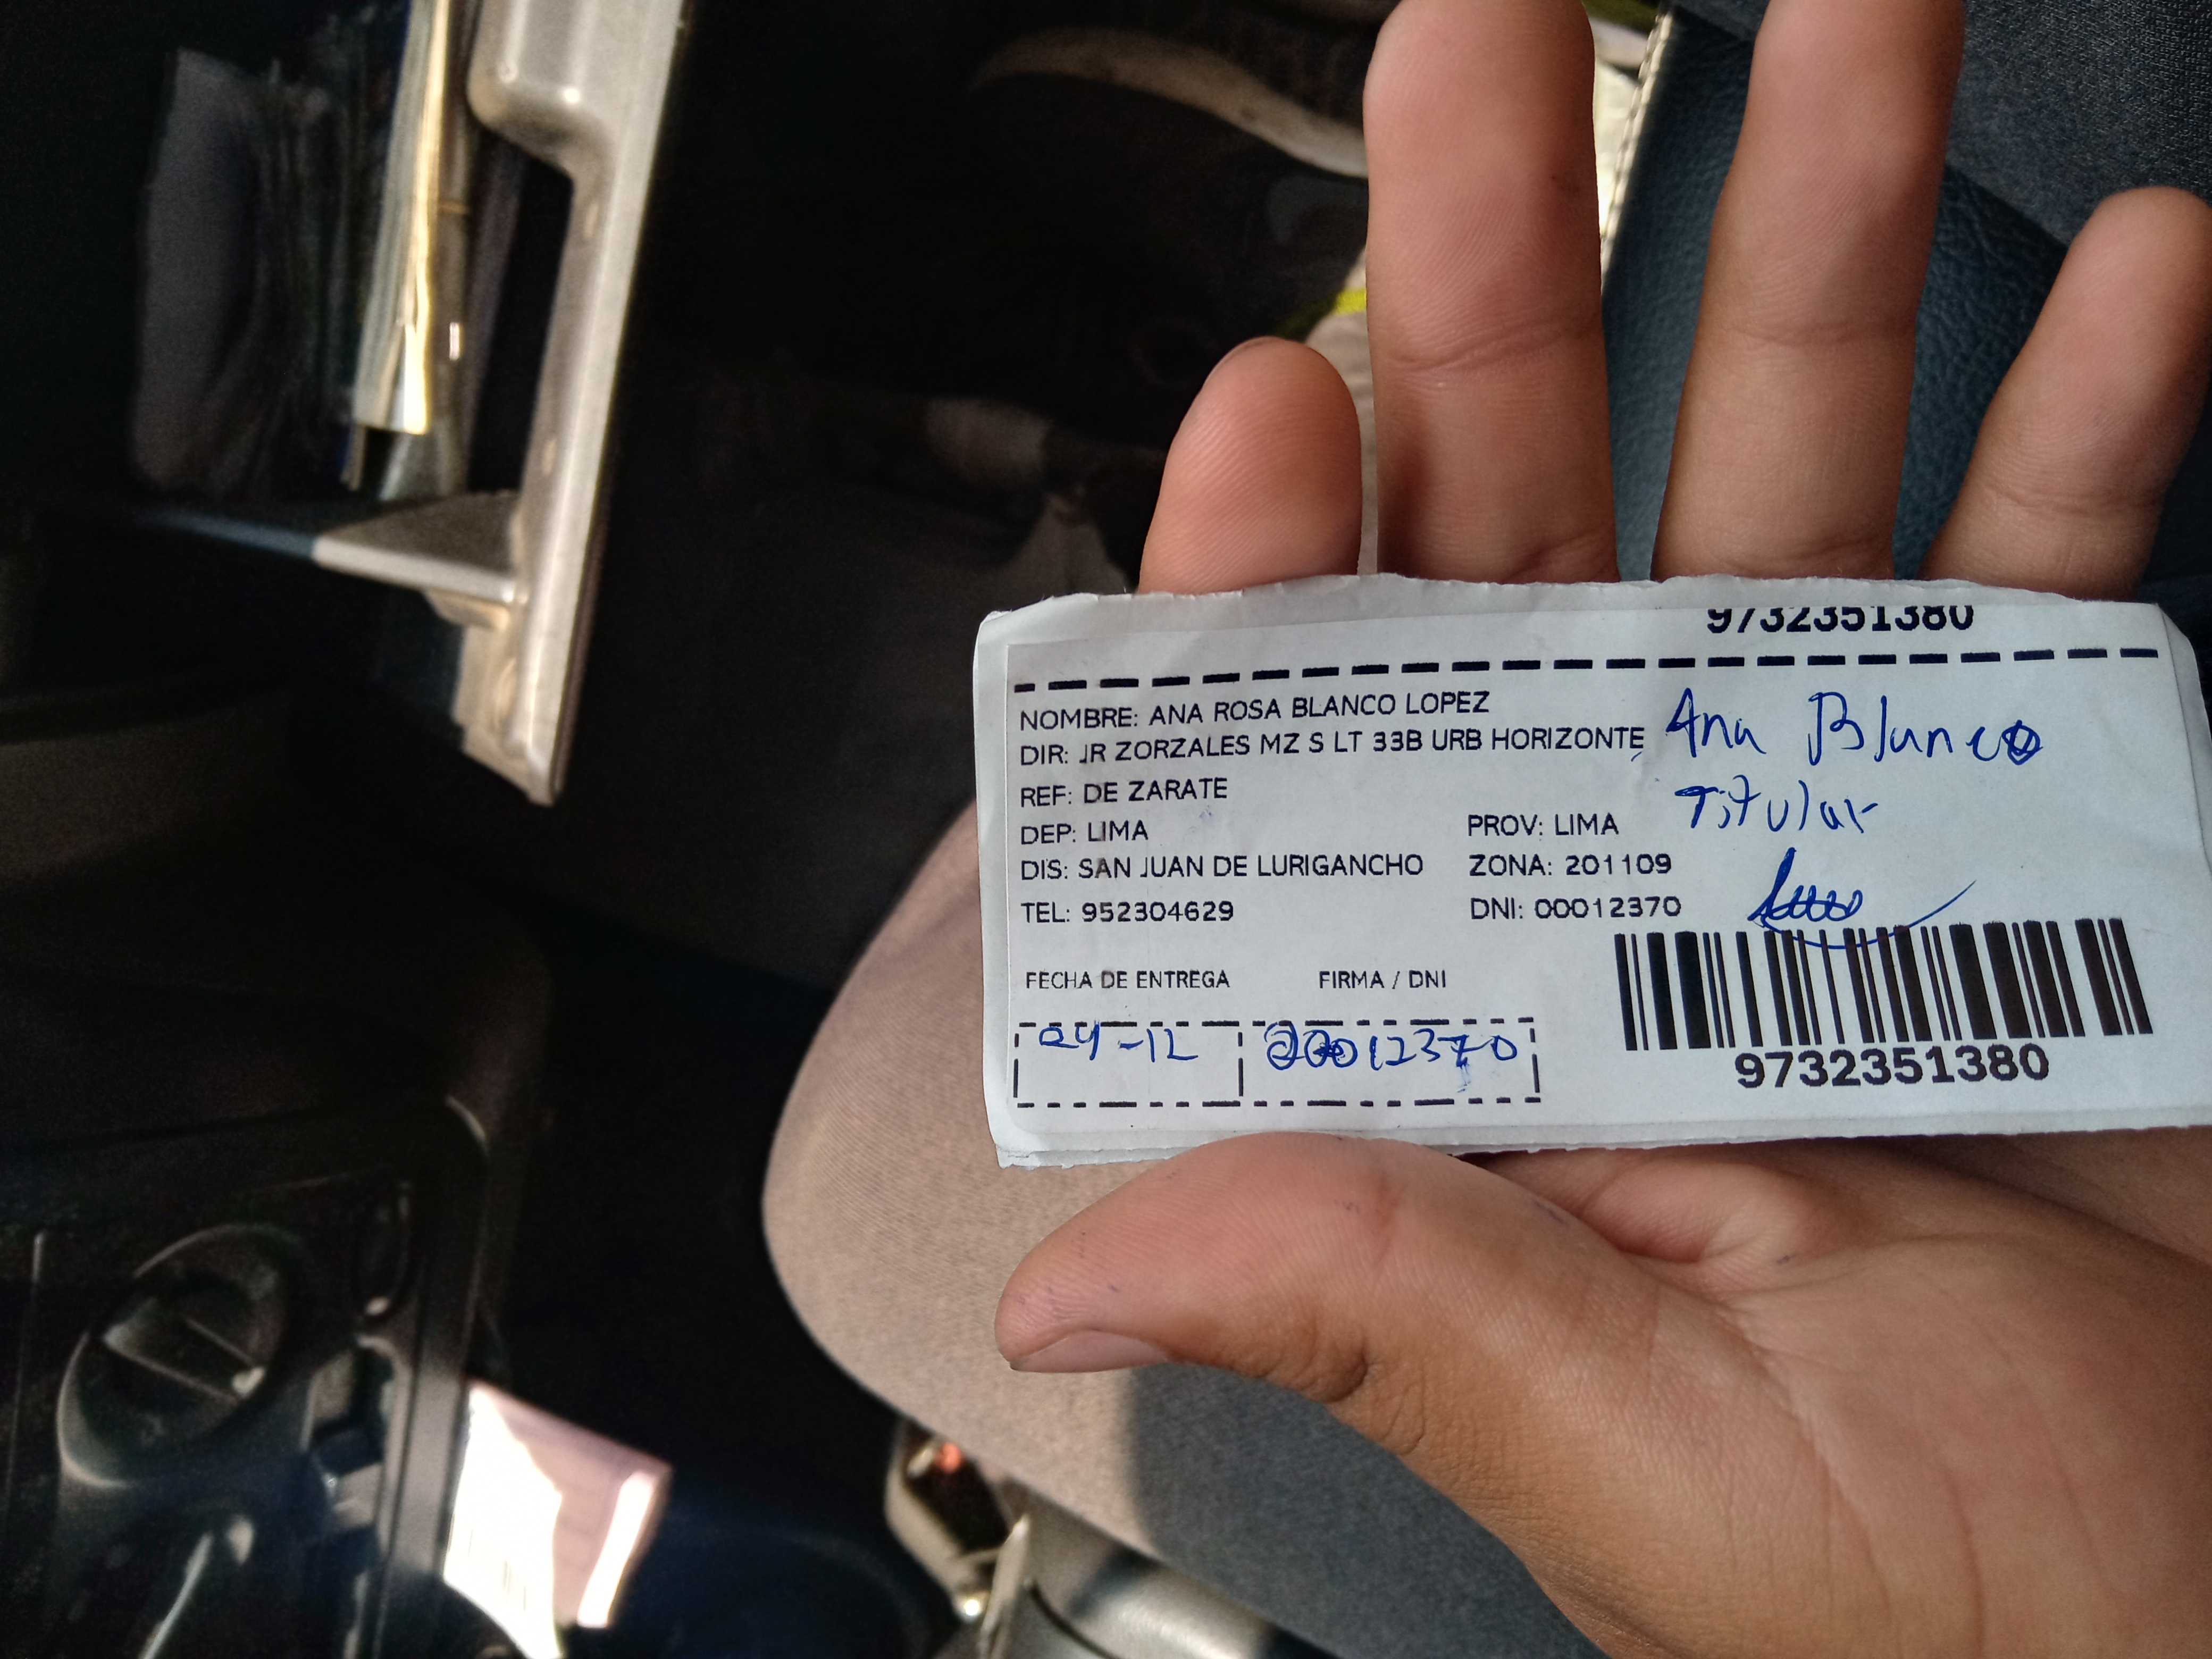 9732351380
NOMBRE: ANA ROSA BLANCO LOPEZ
DIR: JR ZORZALES MZ S LT 33B URB HORIZONTE
Ana Blanco
REF: DE ZARATE
Titular
DEP: LIMA PROV: LIMA
DIS: SAN JUAN DE LURIGANCHO ZONA: 201109
TEL: 952304629 DNI: 00012370
FECHA DE ENTREGA FIRMA / DNI
04-12 00012370
9732351380